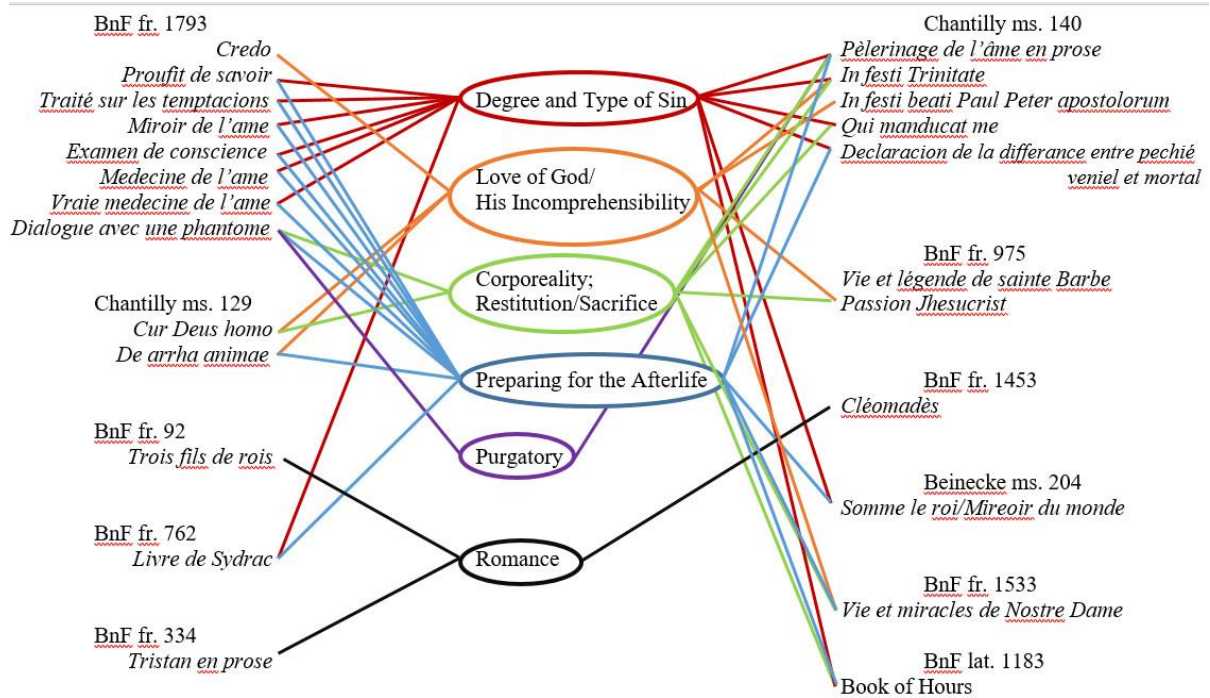 BnF fr. 1793
Credo
Proufit de savoir
Traité sur les temptacions
Miroir de l’ame
Examen de conscience
Medecine de l’ame
Vraie medecine de l’ame
Dialogue avec une phantome
Chantilly ms. 129
Cur Deus homo
De arrha animae
BnF fr. 92
Trois fils de rois
BnF fr. 762
Livre de Sydrac
BnF fr. 334
Tristan en prose
Degree and Type of Sin
Love of God/
His Incomprehensibility
Corporeality;
Restitution/Sacrifice
Preparing for the Afterlife
Purgatory
Romance
Chantilly ms. 140
Pèlerinage de l’âme en prose
In festi Trinitate
In festi beati Paul Peter apostolorum
Qui manducat me
Declaracion de la differance entre pechié
veniel et mortal
BnF fr. 975
Vie et légende de sainte Barbe
Passion Jhesucrist
BnF fr. 1453
Cléomadès
Beinecke ms. 204
Somme le roi/Mireoir du monde
BnF fr. 1533
Vie et miracles de Nostre Dame
BnF lat. 1183
Book of Hours